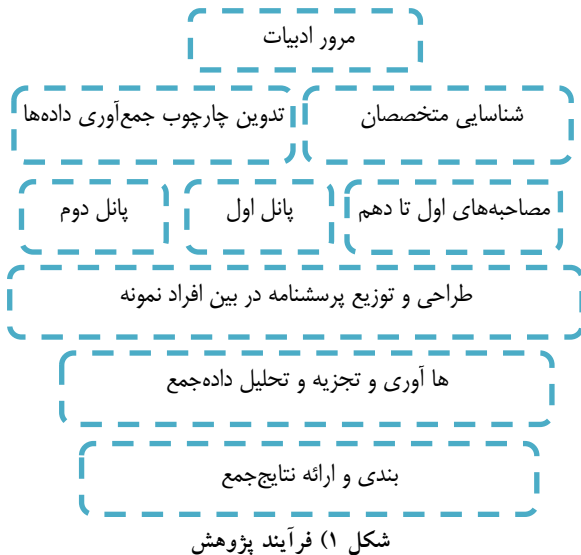 مرور ادبیات
شناسایی متخصصان
تدوین چارچوب جمع‌آوری داده‌ها
مصاحبه‌های اول تا دهم
پانل اول
پانل دوم
طراحی و توزیع پرسشنامه در بین افراد نمونه
ها آوری و تجزیه و تحلیل داده‌جمع
بندی و ارائه نتایج‌جمع
شکل ۱) فرآیند پژوهش